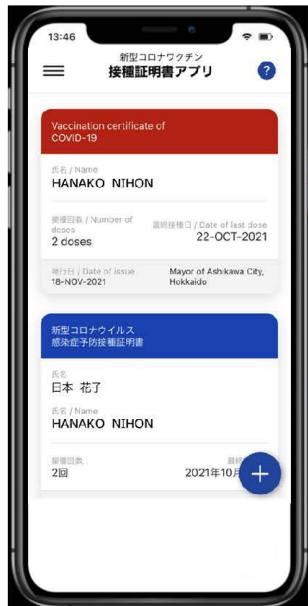 13:46
新型コロナワクチン
接種証明書アプリ
?
Vaccination certificate of
COVID-19
氏名 / Name
HANAKO NIHON
接種回数 / Number of
doses
最終接種日 / Date of last dose
2 doses
22-OCT-2021
発行日 / Date of issue
18-NOV-2021
Mayor of Ashikawa City,
Hokkaido
新型コロナウイルス
感染症予防接種証明書
氏名
日本 花了
氏名 / Name
HANAKO NIHON
接種回数
2回
2021年10月
+